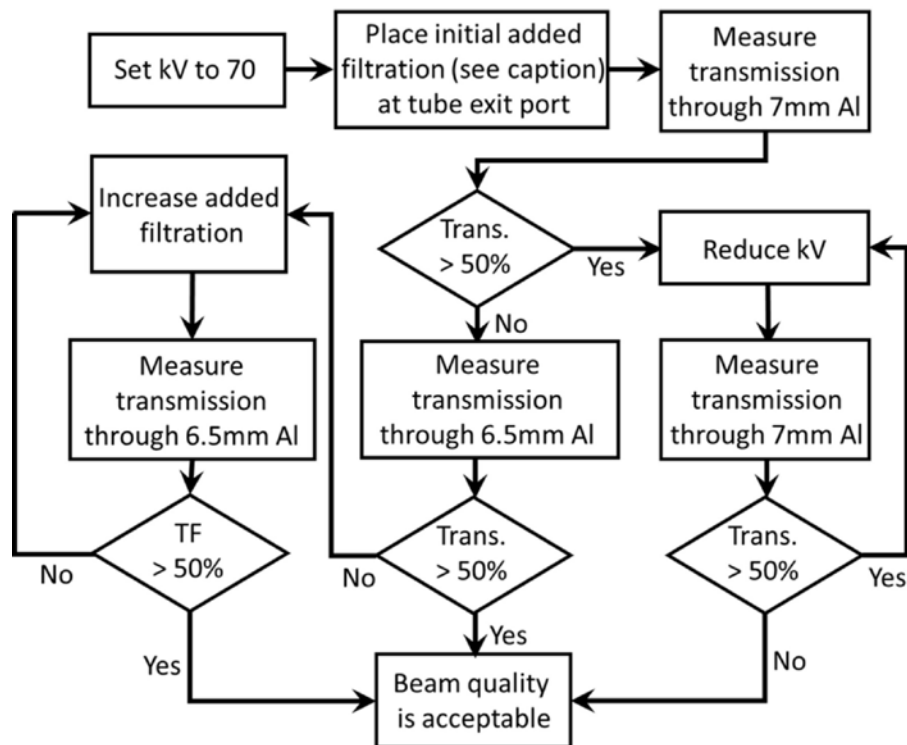 Set kV to 70
Place initial added
filtration (see caption)
at tube exit port
Measure
transmission
through 7mm Al
Increase added
filtration
Trans.
> 50%
Yes
No
Reduce kV
Measure
transmission
through 6.5mm Al
Measure
transmission
through 6.5mm Al
Measure
transmission
through 7mm Al
TF
> 50%
No
Yes
Trans.
> 50%
No
Yes
Trans.
> 50%
Yes
No
Beam quality
is acceptable